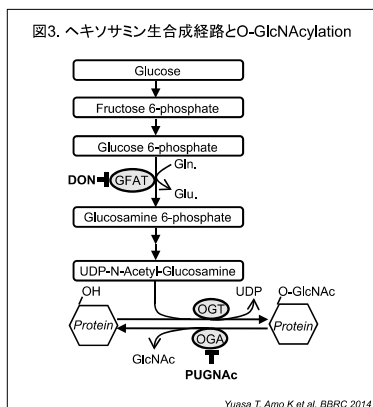 図3. ヘキソサミン生合成経路とO-GlcNAcylation
Glucose
Fructose 6-phosphate
Glucose 6-phosphate
Gln.
DON
GFAT
Glu.
Glucosamine 6-phosphate
UDP-N-Acetyl-Glucosamine
OH
UDP
O-GlcNAc
OGT
Protein
Protein
OGA
GlcNAc
PUGNAc
Yuasa T, Amo K et al. BBRC 2014